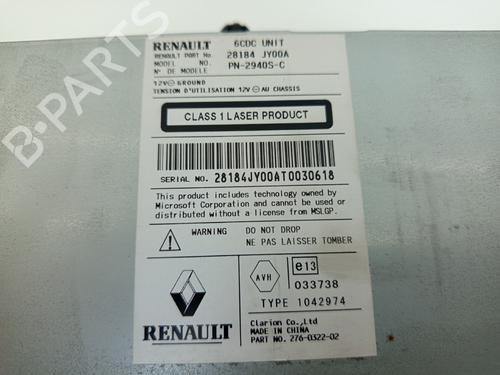 RENAULT 6CDC UNIT
RENAULT PART No. 28184 JY00A
MODEL NO. PN-2940S-C
N° DE MODELE
12V⊖GROUND
TENSION D'UTILISATION 12V ⊖ AU CHASSIS
CLASS 1 LASER PRODUCT
SERIAL NO. 28184JY00AT0030618
This product includes technology owned by
Microsoft Corporation and cannot be used or
distributed without a license from MSLGP.
WARNING DO NOT DROP
NE PAS LAISSER TOMBER
AVH e13
033738
TYPE 1042974
RENAULT
Clarion Co.,Ltd
MADE IN CHINA
PART NO. 276-0322-02
B-Parts